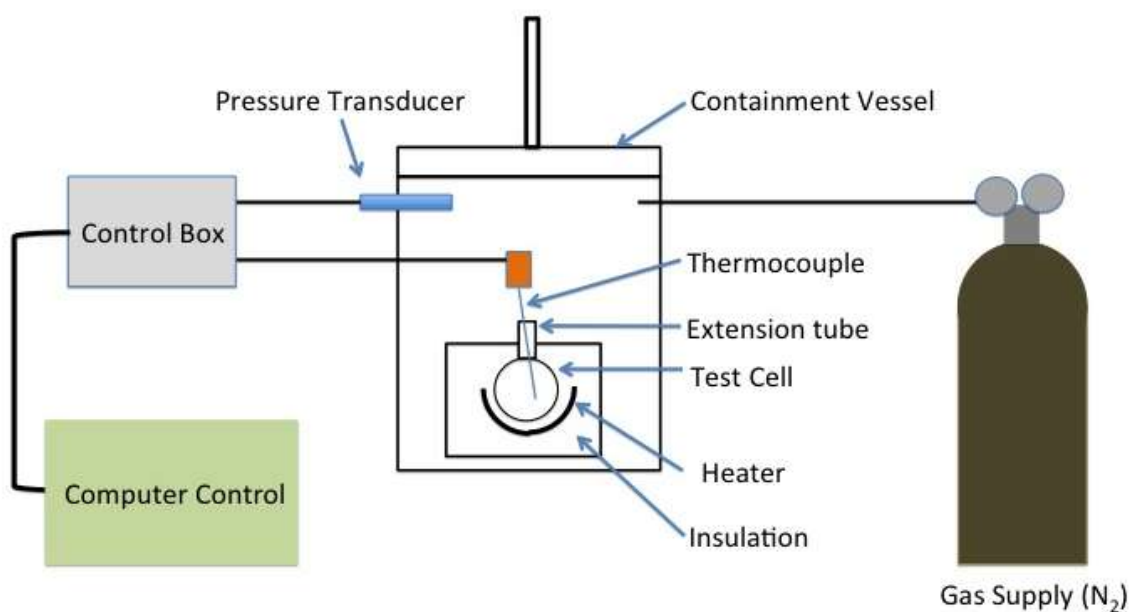 Pressure Transducer
Containment Vessel
Control Box
Thermocouple
Extension tube
Test Cell
Heater
Computer Control
Insulation
Gas Supply (N₂)